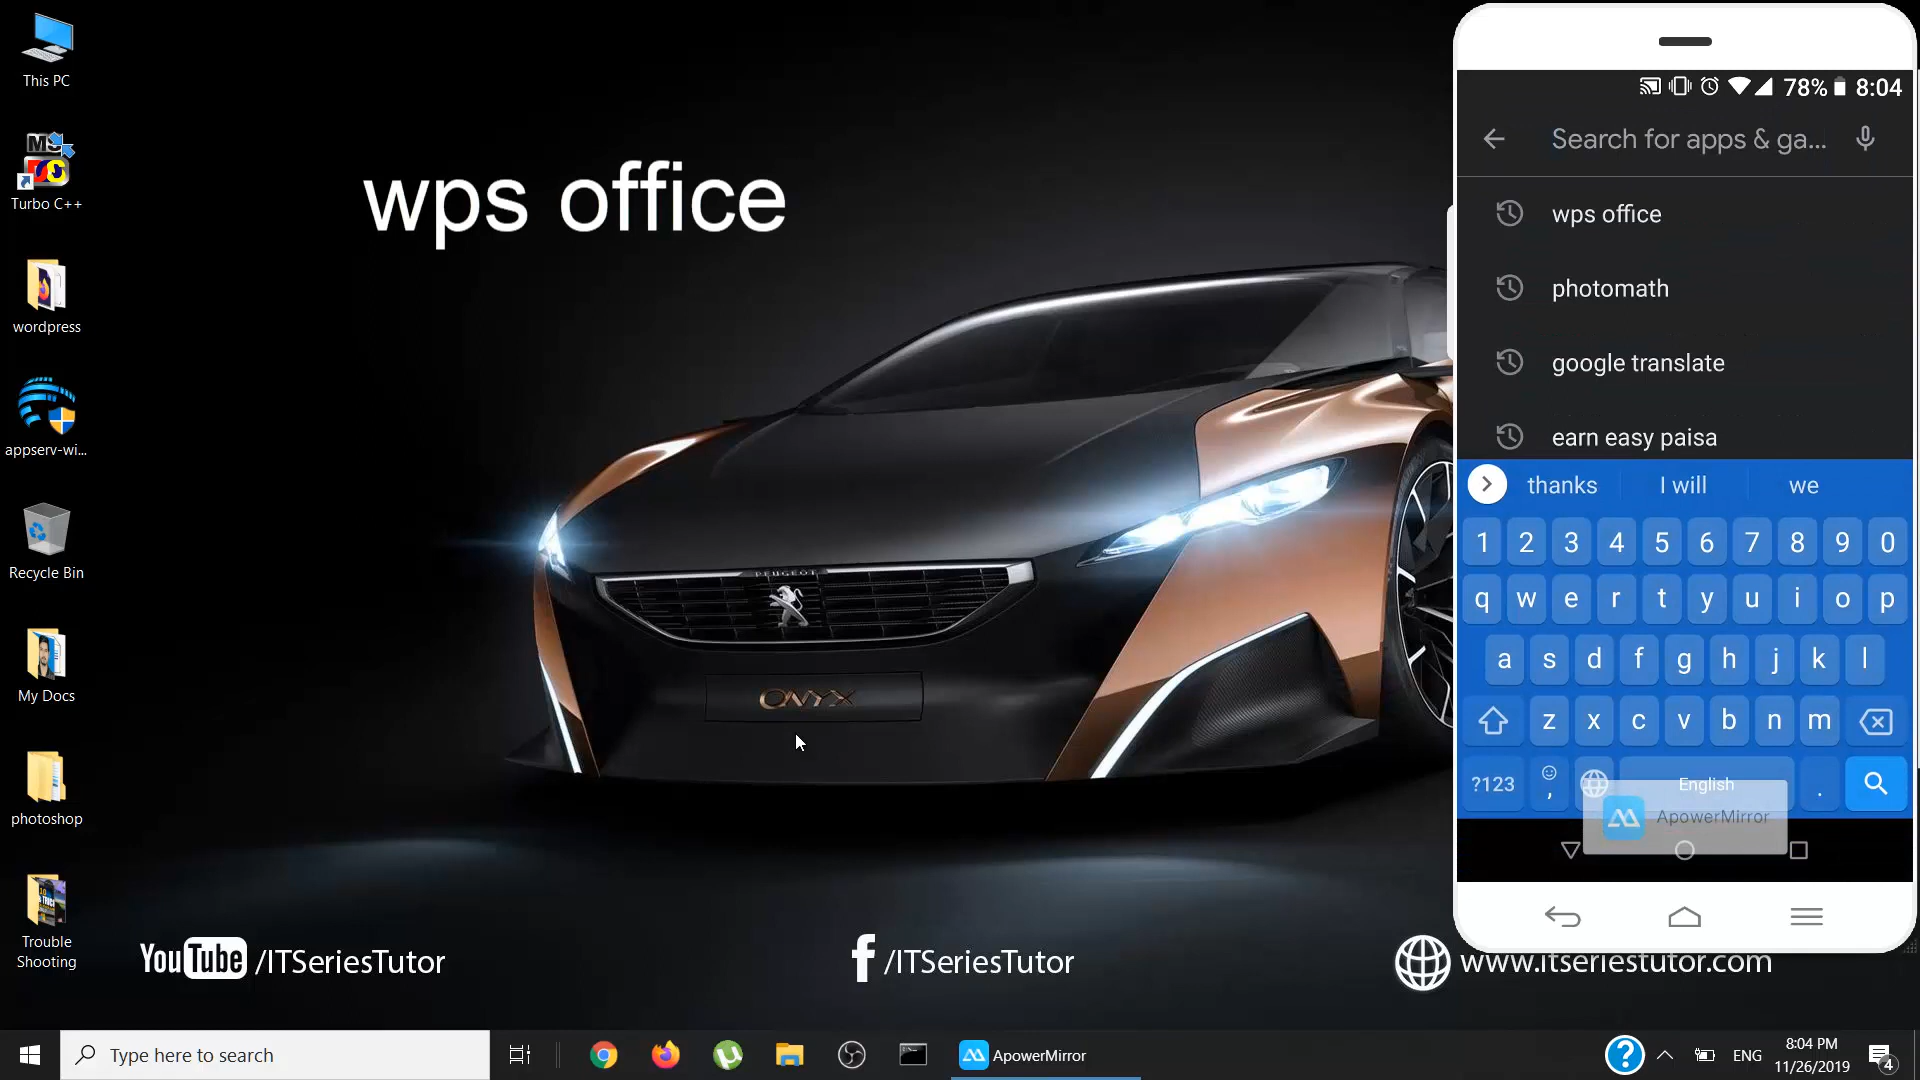 This PC
Turbo C++
wordpress
appserv-wi...
Recycle Bin
My Docs
photoshop
Trouble
Shooting
wps office
PEUGEOT
ONYX
YouTube /ITSeriesTutor
f /ITSeriesTutor
www.itseriestutor.com
78% 8:04
Search for apps & ga...
wps office
photomath
google translate
earn easy paisa
thanks I will we
1 2 3 4 5 6 7 8 9 0
q w e r t y u i o p
a s d f g h j k l
z x c v b n m
?123 , English .
ApowerMirror
Type here to search
ApowerMirror
ENG
8:04 PM
11/26/2019
4